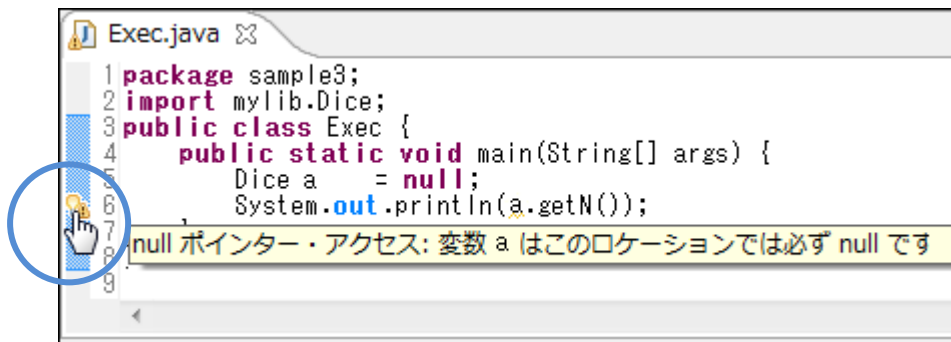 Exec.java
1 package sample3;
2 import mylib.Dice;
3 public class Exec {
4 public static void main(String[] args) {
5 Dice a = null;
6 System.out.println(a.getN());
7
null ポインター・アクセス: 変数 a はこのロケーションでは必ず null です
8
9